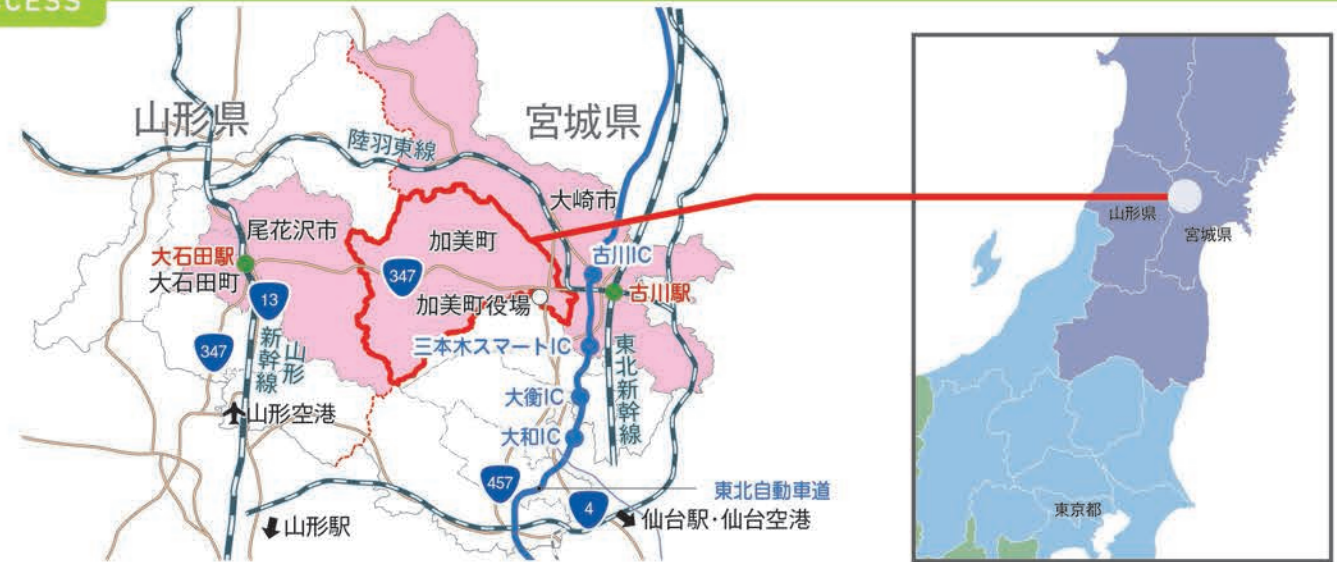 ACCESS
山形県
宮城県
陸羽東線
大崎市
尾花沢市
加美町
大石田駅
大石田町
古川IC
347
13
加美町役場
古川駅
347
三本木スマートIC
山形
新幹線
東北新幹線
大衡IC
山形空港
大和IC
457
東北自動車道
4
山形駅
仙台駅・仙台空港
山形県
宮城県
東京都